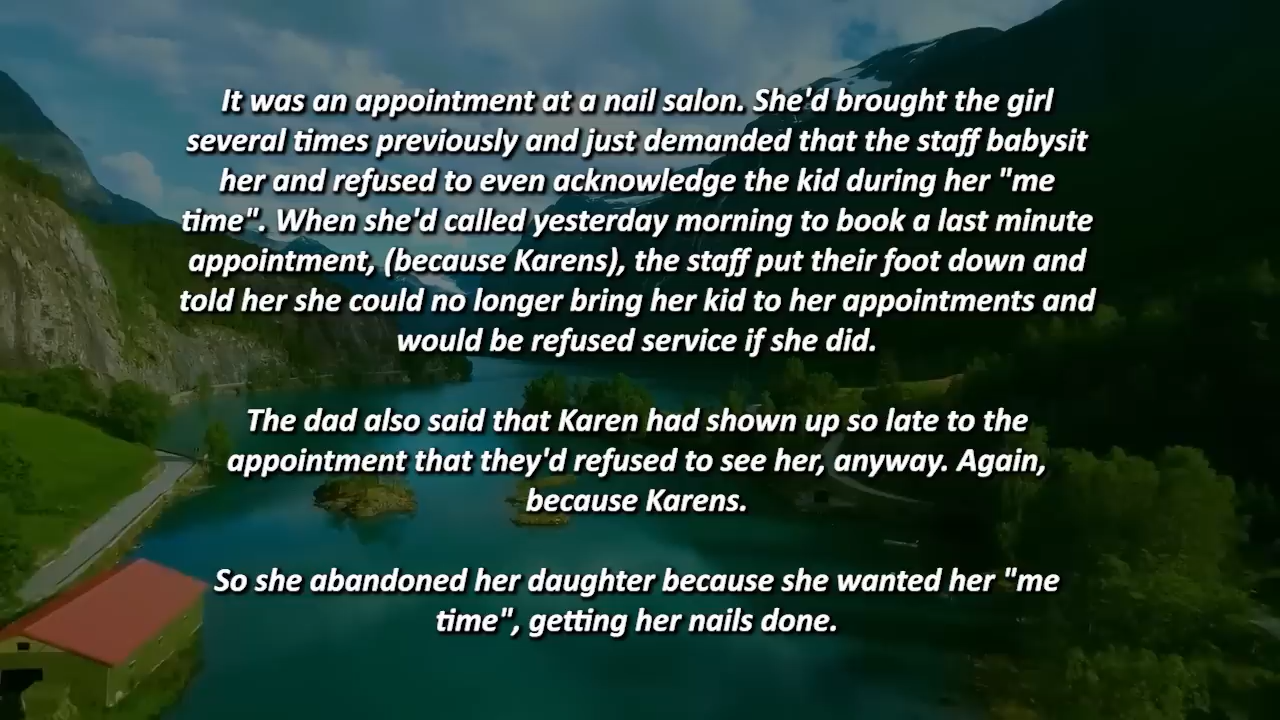 It was an appointment at a nail salon. She'd brought the girl
several times previously and just demanded that the staff babysit
her and refused to even acknowledge the kid during her "me
time". When she'd called yesterday morning to book a last minute
appointment, (because Karens), the staff put their foot down and
told her she could no longer bring her kid to her appointments and
would be refused service if she did.
The dad also said that Karen had shown up so late to the
appointment that they'd refused to see her, anyway. Again,
because Karens.
So she abandoned her daughter because she wanted her "me
time", getting her nails done.